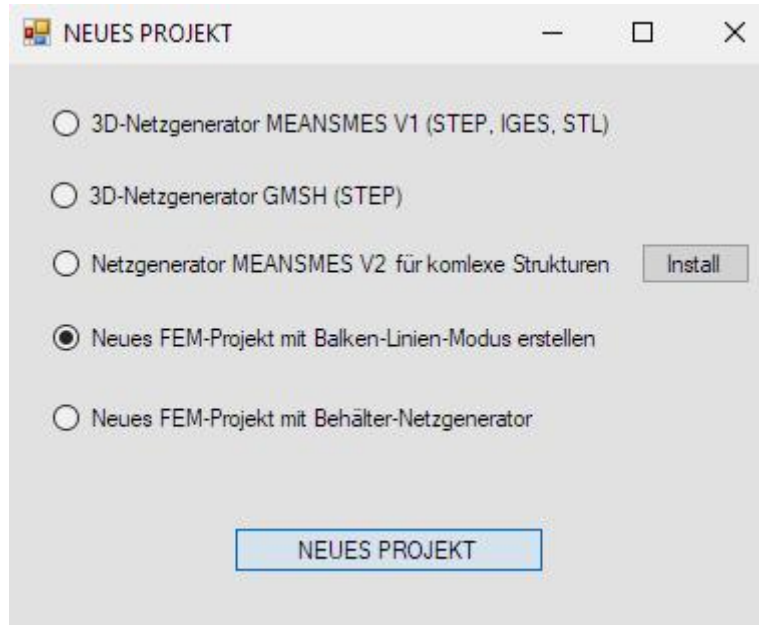 NEUES PROJEKT
3D-Netzgenerator MEANSMES V1 (STEP, IGES, STL)
3D-Netzgenerator GMSH (STEP)
Netzgenerator MEANSMES V2 für komlexe Strukturen Install
Neues FEM-Projekt mit Balken-Linien-Modus erstellen
Neues FEM-Projekt mit Behälter-Netzgenerator
NEUES PROJEKT